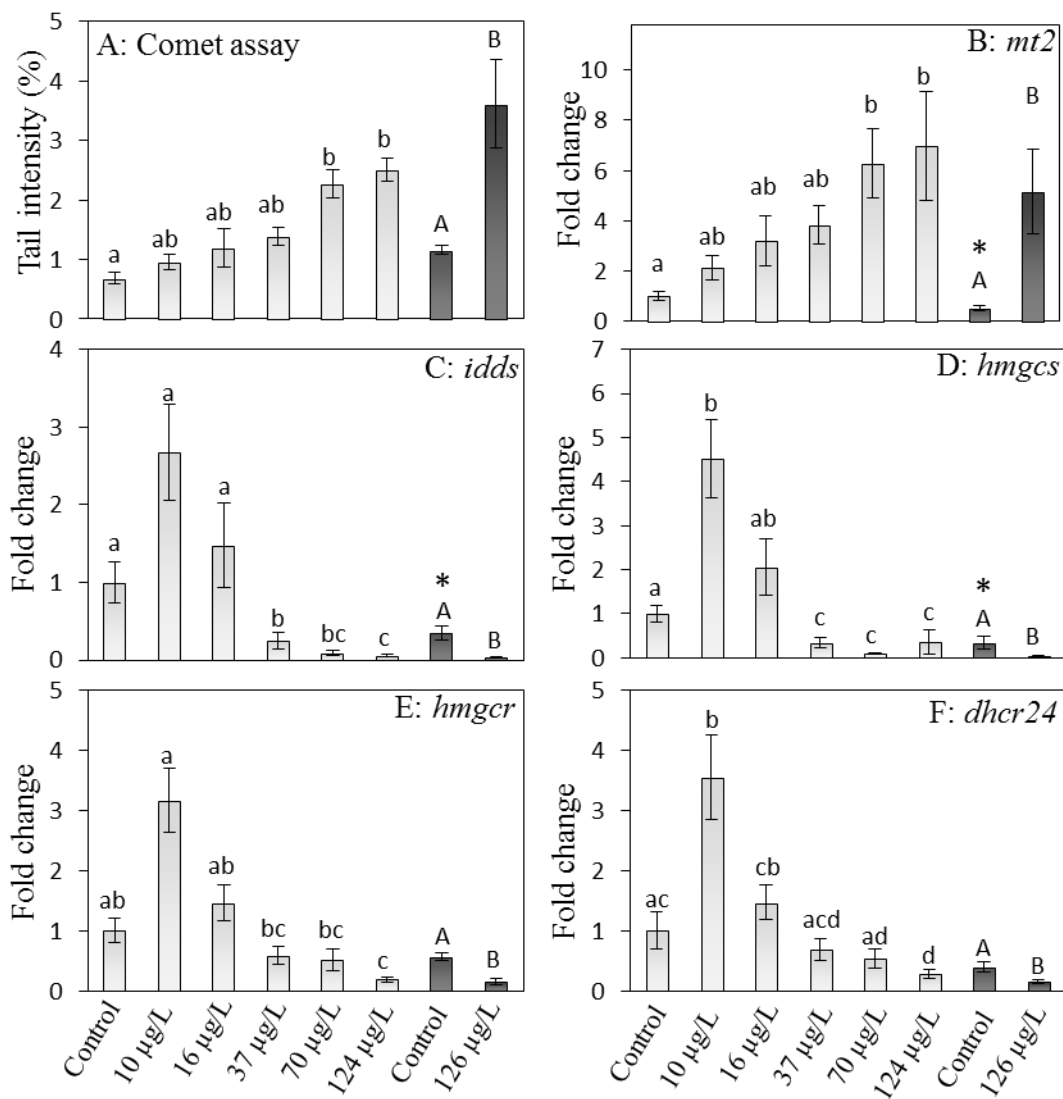 A: Comet assay
Tail intensity (%)
5
4
3
2
1
0
a
ab
ab
ab
b
b
A
B
B: mt2
Fold change
10
8
6
4
2
0
a
ab
ab
ab
b
b
*
A
B
C: idds
Fold change
4
3
2
1
0
a
a
a
b
bc
c
*
A
B
D: hmgcs
Fold change
7
6
5
4
3
2
1
0
a
b
ab
c
c
c
*
A
B
E: hmgcr
Fold change
5
4
3
2
1
0
ab
a
ab
bc
bc
c
A
B
F: dhcr24
Fold change
5
4
3
2
1
0
ac
b
cb
acd
ad
d
A
B
Control
10 µg/L
16 µg/L
37 µg/L
70 µg/L
124 µg/L
Control
126 µg/L
Control
10 µg/L
16 µg/L
37 µg/L
70 µg/L
124 µg/L
Control
126 µg/L